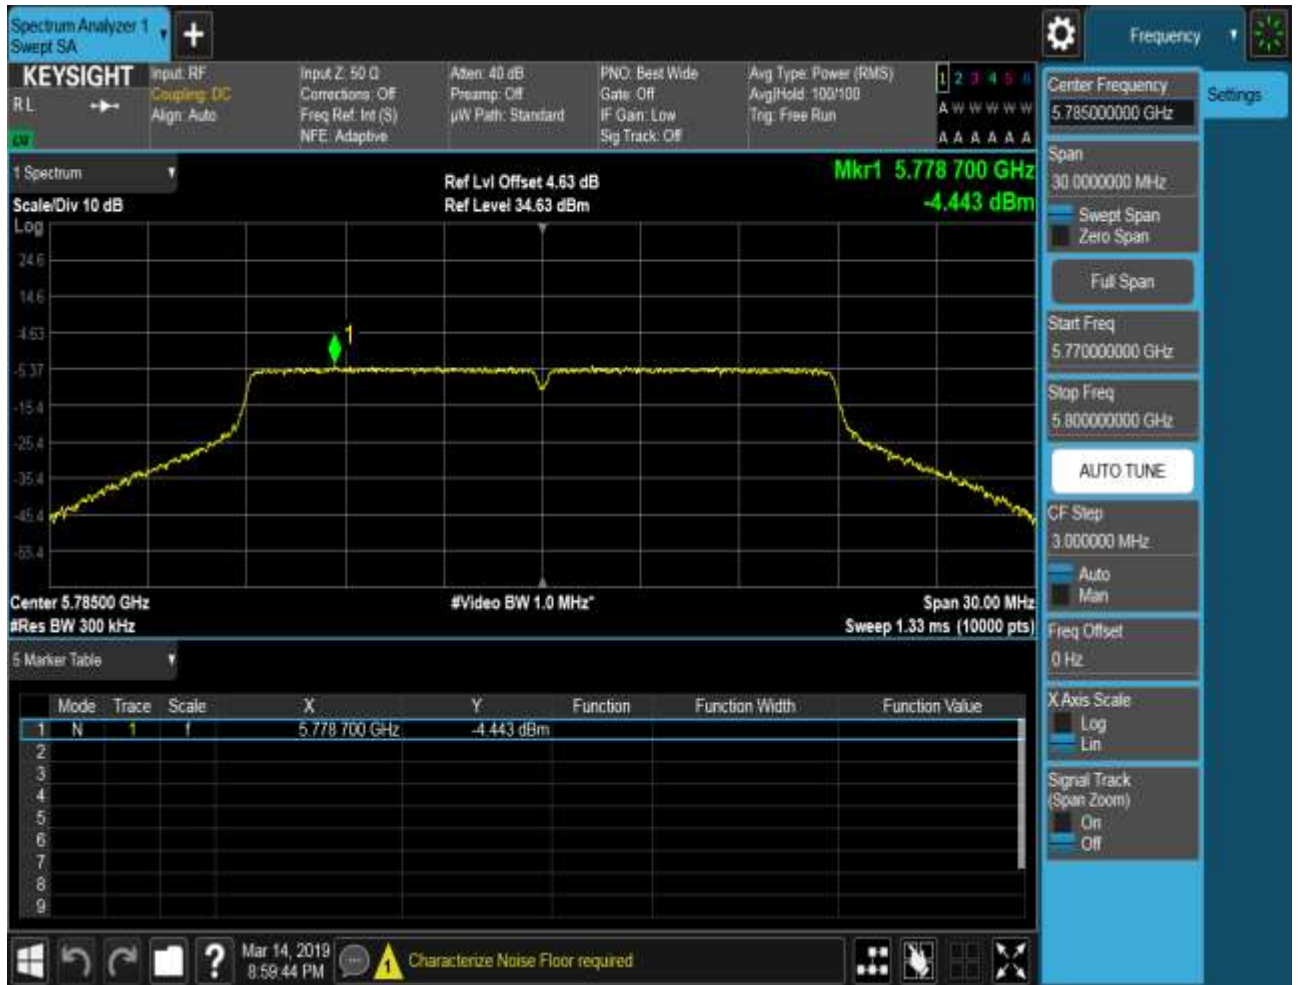 Spectrum Analyzer 1
Swept SA
Frequency
KEYSIGHT
Input: RF
Input Z: 50 Ω
Atten: 40 dB
PNO: Best Wide
Avg Type: Power (RMS)
1 2 3 4 5 6
R L
Coupling: DC
Corrections: Off
Preamp: Off
Gate: Off
Avg|Hold: 100/100
A W W W W W
Align: Auto
Freq Ref: Int (S)
µW Path: Standard
IF Gain: Low
Trig: Free Run
NFE: Adaptive
Sig Track: Off
A A A A A A
Center Frequency
5.785000000 GHz
Settings
1 Spectrum
Ref Lvl Offset 4.63 dB
Mkr1 5.778 700 GHz
Scale/Div 10 dB
Ref Level 34.63 dBm
-4.443 dBm
Log
24.6
14.6
4.63
-5.37
-15.4
-25.4
-35.4
-45.4
-55.4
1
Center 5.78500 GHz
#Video BW 1.0 MHz*
Span 30.00 MHz
#Res BW 300 kHz
Sweep 1.33 ms (10000 pts)
Span
30.0000000 MHz
Swept Span
Zero Span
Full Span
Start Freq
5.770000000 GHz
Stop Freq
5.800000000 GHz
AUTO TUNE
CF Step
3.000000 MHz
Auto
Man
Freq Offset
0 Hz
X Axis Scale
Log
Lin
Signal Track
(Span Zoom)
On
Off
5 Marker Table
Mode Trace Scale X Y Function Function Width Function Value
1 N 1 f 5.778 700 GHz -4.443 dBm
2
3
4
5
6
7
8
9
Mar 14, 2019
8:59:44 PM
1
Characterize Noise Floor required